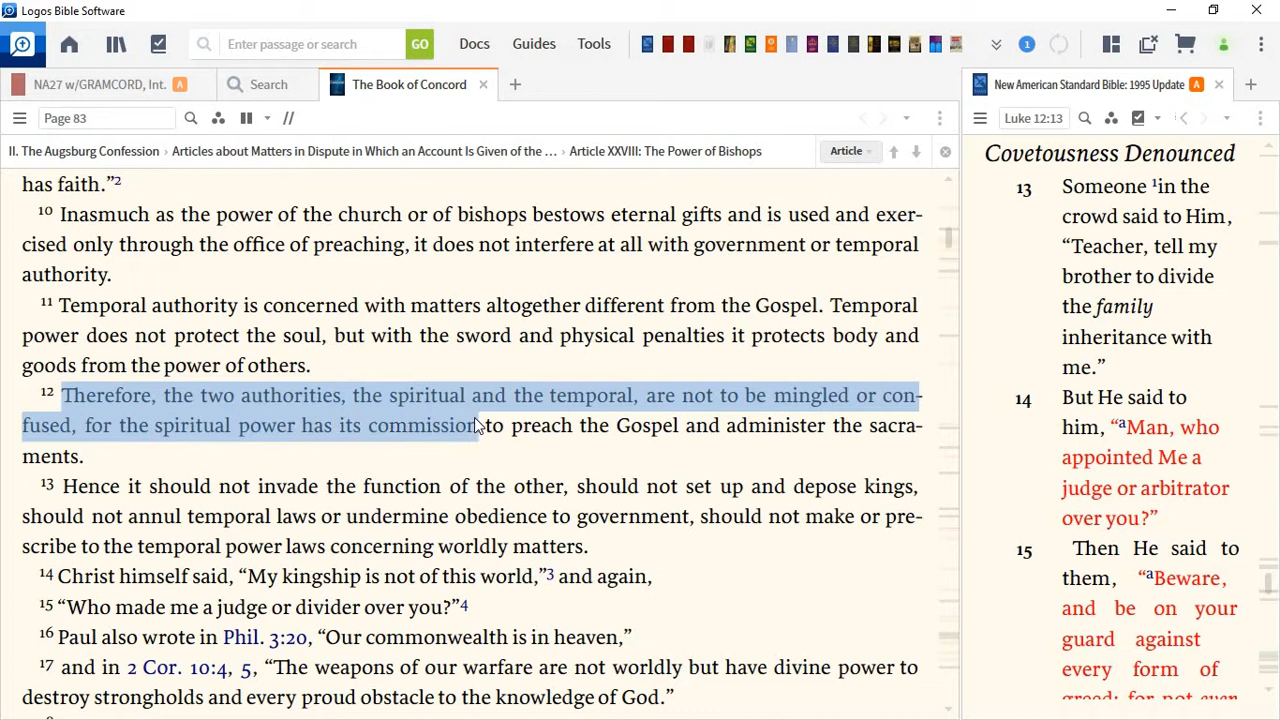 Logos Bible Software
Enter passage or search
GO
Docs
Guides
Tools
1
NA27 w/GRAMCORD, Int.
A
Search
The Book of Concord
Page 83
II. The Augsburg Confession › Articles about Matters in Dispute in Which an Account Is Given of the ... › Article XXVIII: The Power of Bishops
Article
has faith.”2
10 Inasmuch as the power of the church or of bishops bestows eternal gifts and is used and exer-
cised only through the office of preaching, it does not interfere at all with government or temporal
authority.
11 Temporal authority is concerned with matters altogether different from the Gospel. Temporal
power does not protect the soul, but with the sword and physical penalties it protects body and
goods from the power of others.
12 Therefore, the two authorities, the spiritual and the temporal, are not to be mingled or con-
fused, for the spiritual power has its commission to preach the Gospel and administer the sacra-
ments.
13 Hence it should not invade the function of the other, should not set up and depose kings,
should not annul temporal laws or undermine obedience to government, should not make or pre-
scribe to the temporal power laws concerning worldly matters.
14 Christ himself said, “My kingship is not of this world,”3 and again,
15 “Who made me a judge or divider over you?”4
16 Paul also wrote in Phil. 3:20, “Our commonwealth is in heaven,”
17 and in 2 Cor. 10:4, 5, “The weapons of our warfare are not worldly but have divine power to
destroy strongholds and every proud obstacle to the knowledge of God.”
New American Standard Bible: 1995 Update
A
Luke 12:13
Covetousness Denounced
13 Someone 1in the
crowd said to Him,
“Teacher, tell my
brother to divide
the family
inheritance with
me.”
14 But He said to
him, “aMan, who
appointed Me a
judge or arbitrator
over you?”
15 Then He said to
them, “aBeware,
and be on your
guard against
every form of
greed; for not even